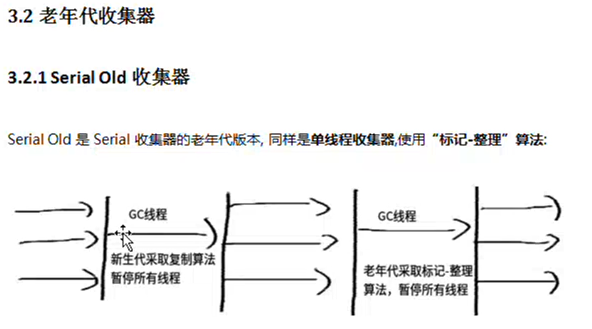 3.2 老年代收集器
3.2.1 Serial Old 收集器
Serial Old 是 Serial 收集器的老年代版本, 同样是单线程收集器,使用“标记-整理”算法:
GC线程
新生代采取复制算法
暂停所有线程
GC线程
老年代采取标记-整理
算法，暂停所有线程